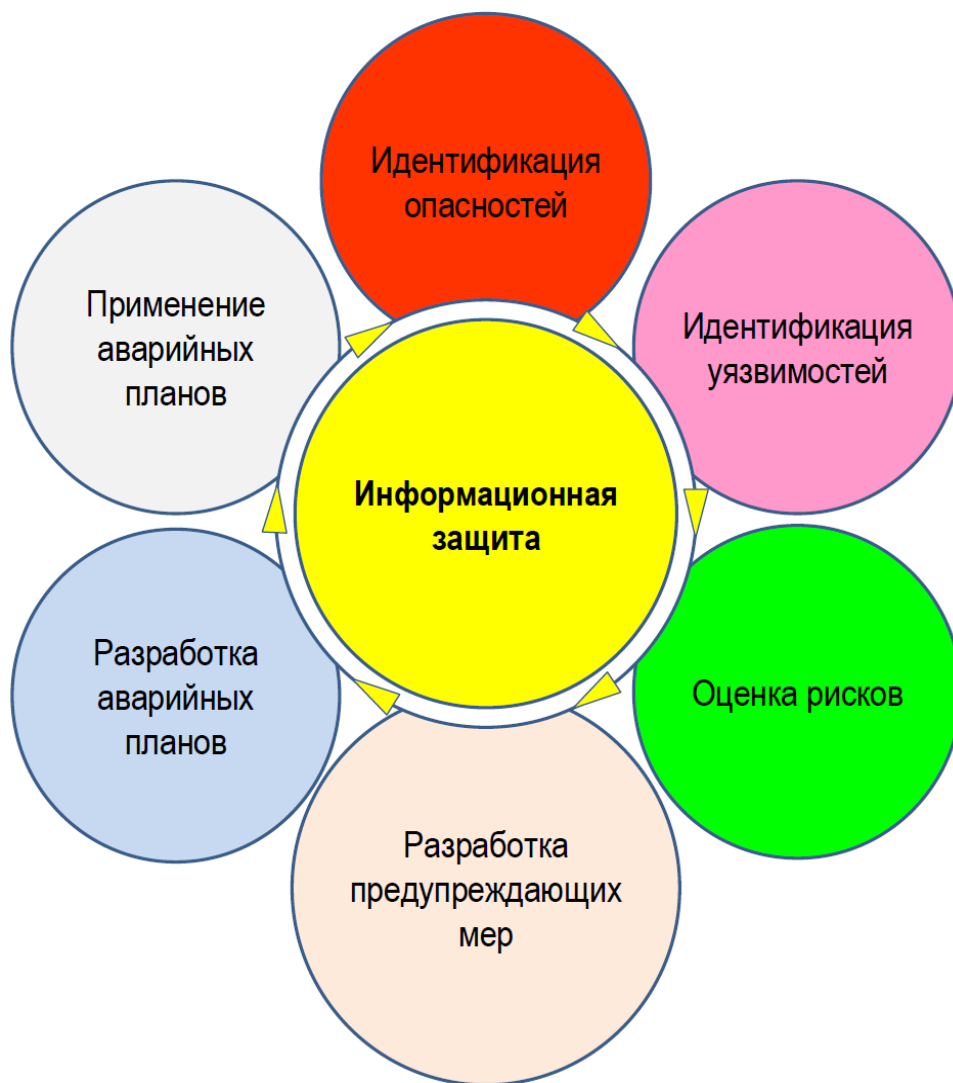 Идентификация
опасностей
Идентификация
уязвимостей
Оценка рисков
Разработка
предупреждающих
мер
Разработка
аварийных
планов
Применение
аварийных
планов
Информационная
защита